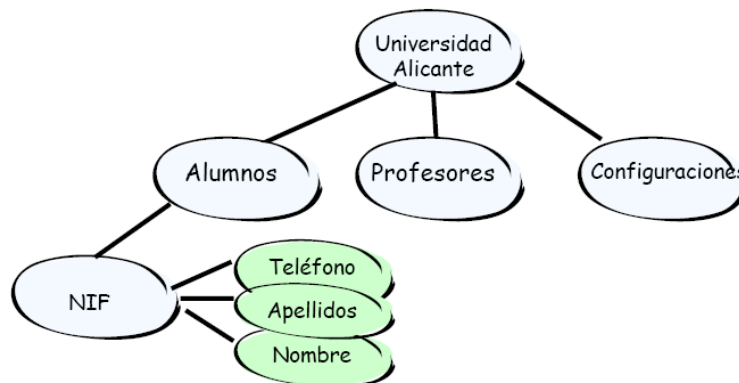 Universidad
Alicante
Alumnos
Profesores
Configuraciones
NIF
Teléfono
Apellidos
Nombre